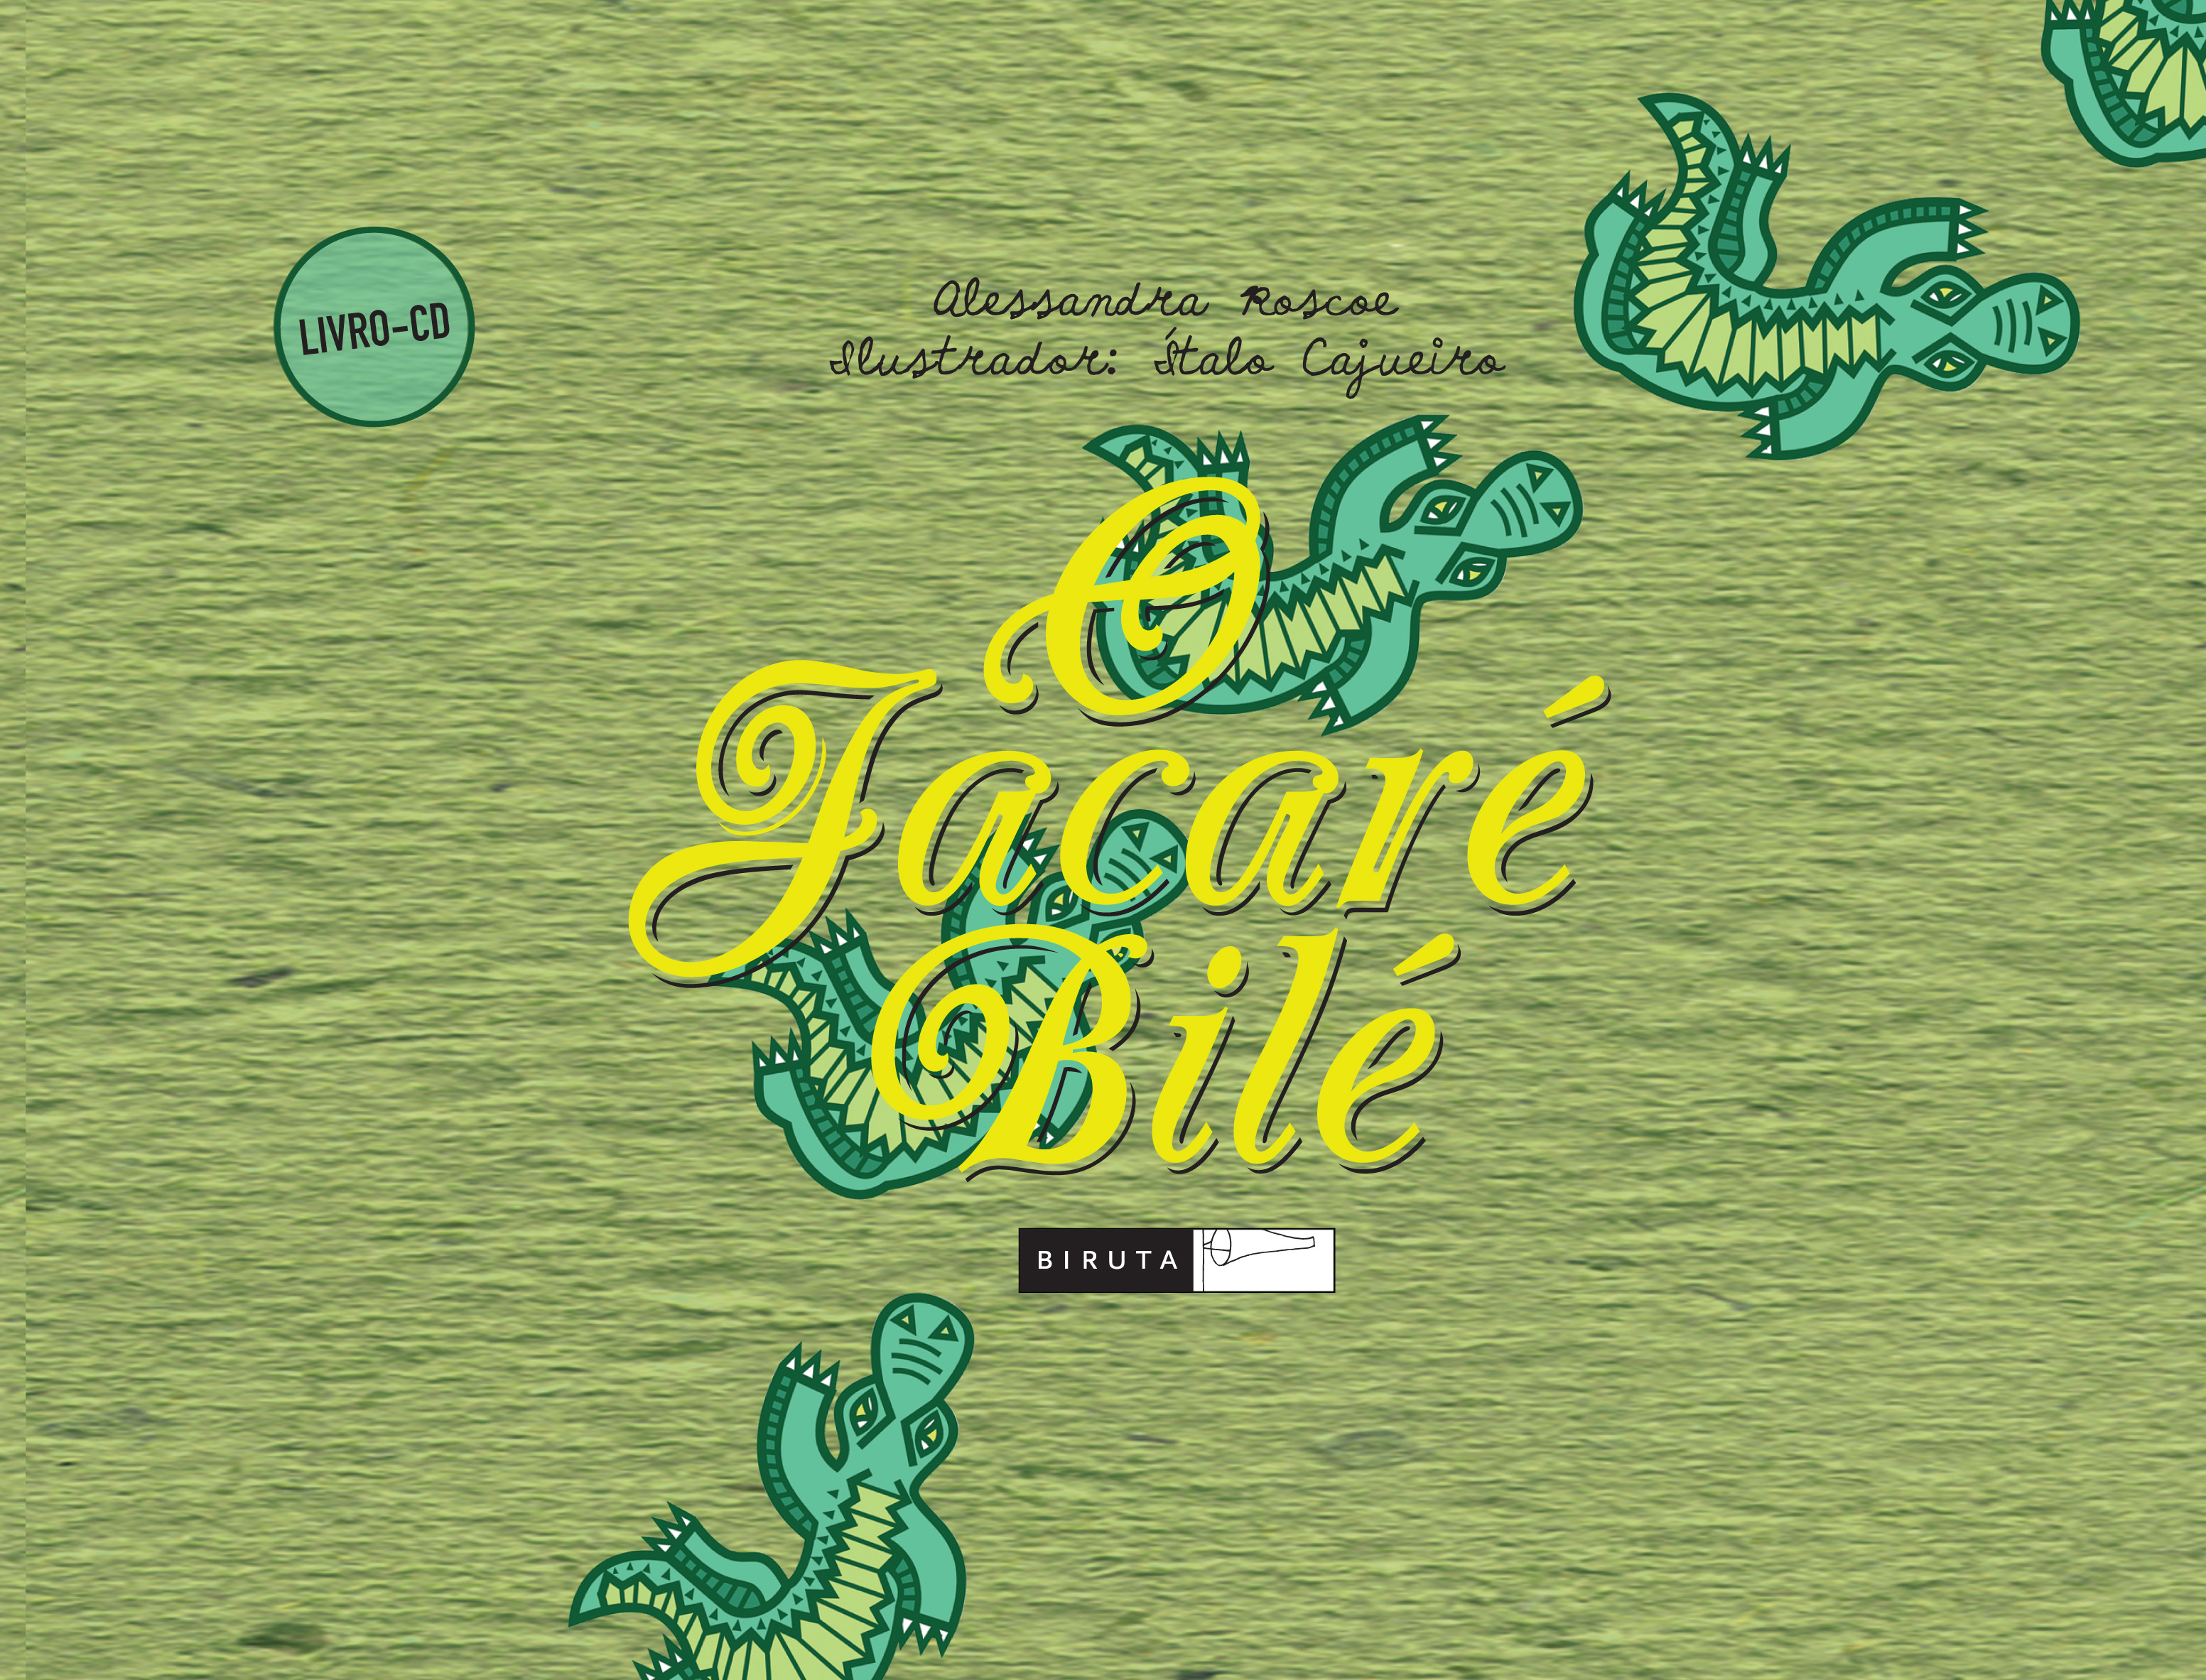 LIVRO-CD
Alessandra Roscoe
Ilustrador: Ítalo Cajueiro
O
Jacaré
Bilé
BIRUTA